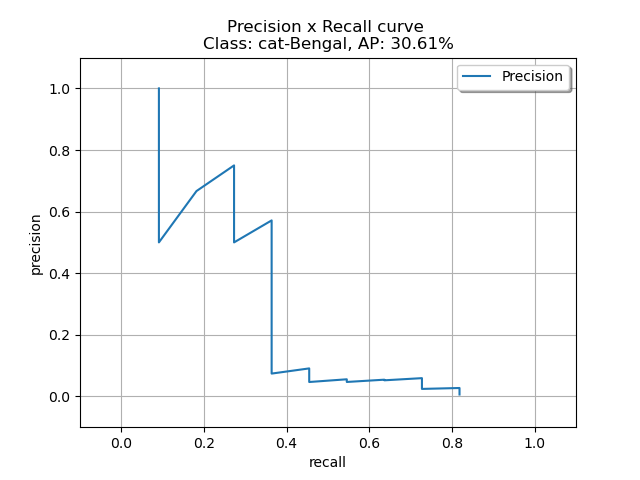 Precision x Recall curve
Class: cat-Bengal, AP: 30.61%
Precision
1.0
0.8
0.6
0.4
0.2
0.0
precision
0.0 0.2 0.4 0.6 0.8 1.0
recall